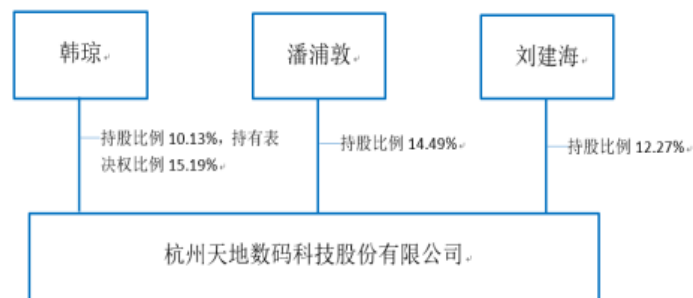 韩琼
潘浦敦
刘建海
持股比例 10.13%，持有表
决权比例 15.19%
持股比例 14.49%
持股比例 12.27%
杭州天地数码科技股份有限公司